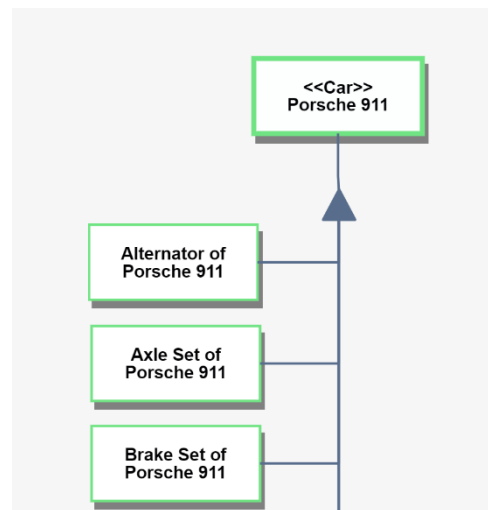 <<Car>>
Porsche 911
Alternator of
Porsche 911
Axle Set of
Porsche 911
Brake Set of
Porsche 911